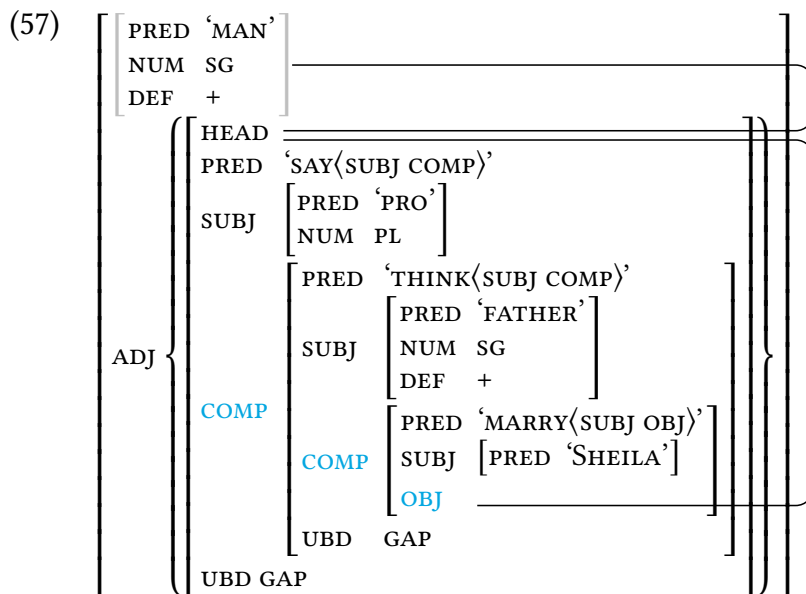 (57)
PRED ‘MAN’
NUM SG
DEF +
HEAD
PRED ‘SAY⟨SUBJ COMP⟩’
SUBJ
PRED ‘PRO’
NUM PL
ADJ
COMP
PRED ‘THINK⟨SUBJ COMP⟩’
SUBJ
PRED ‘FATHER’
NUM SG
DEF +
COMP
PRED ‘MARRY⟨SUBJ OBJ⟩’
SUBJ [PRED ‘SHEILA’]
OBJ
UBD GAP
UBD GAP